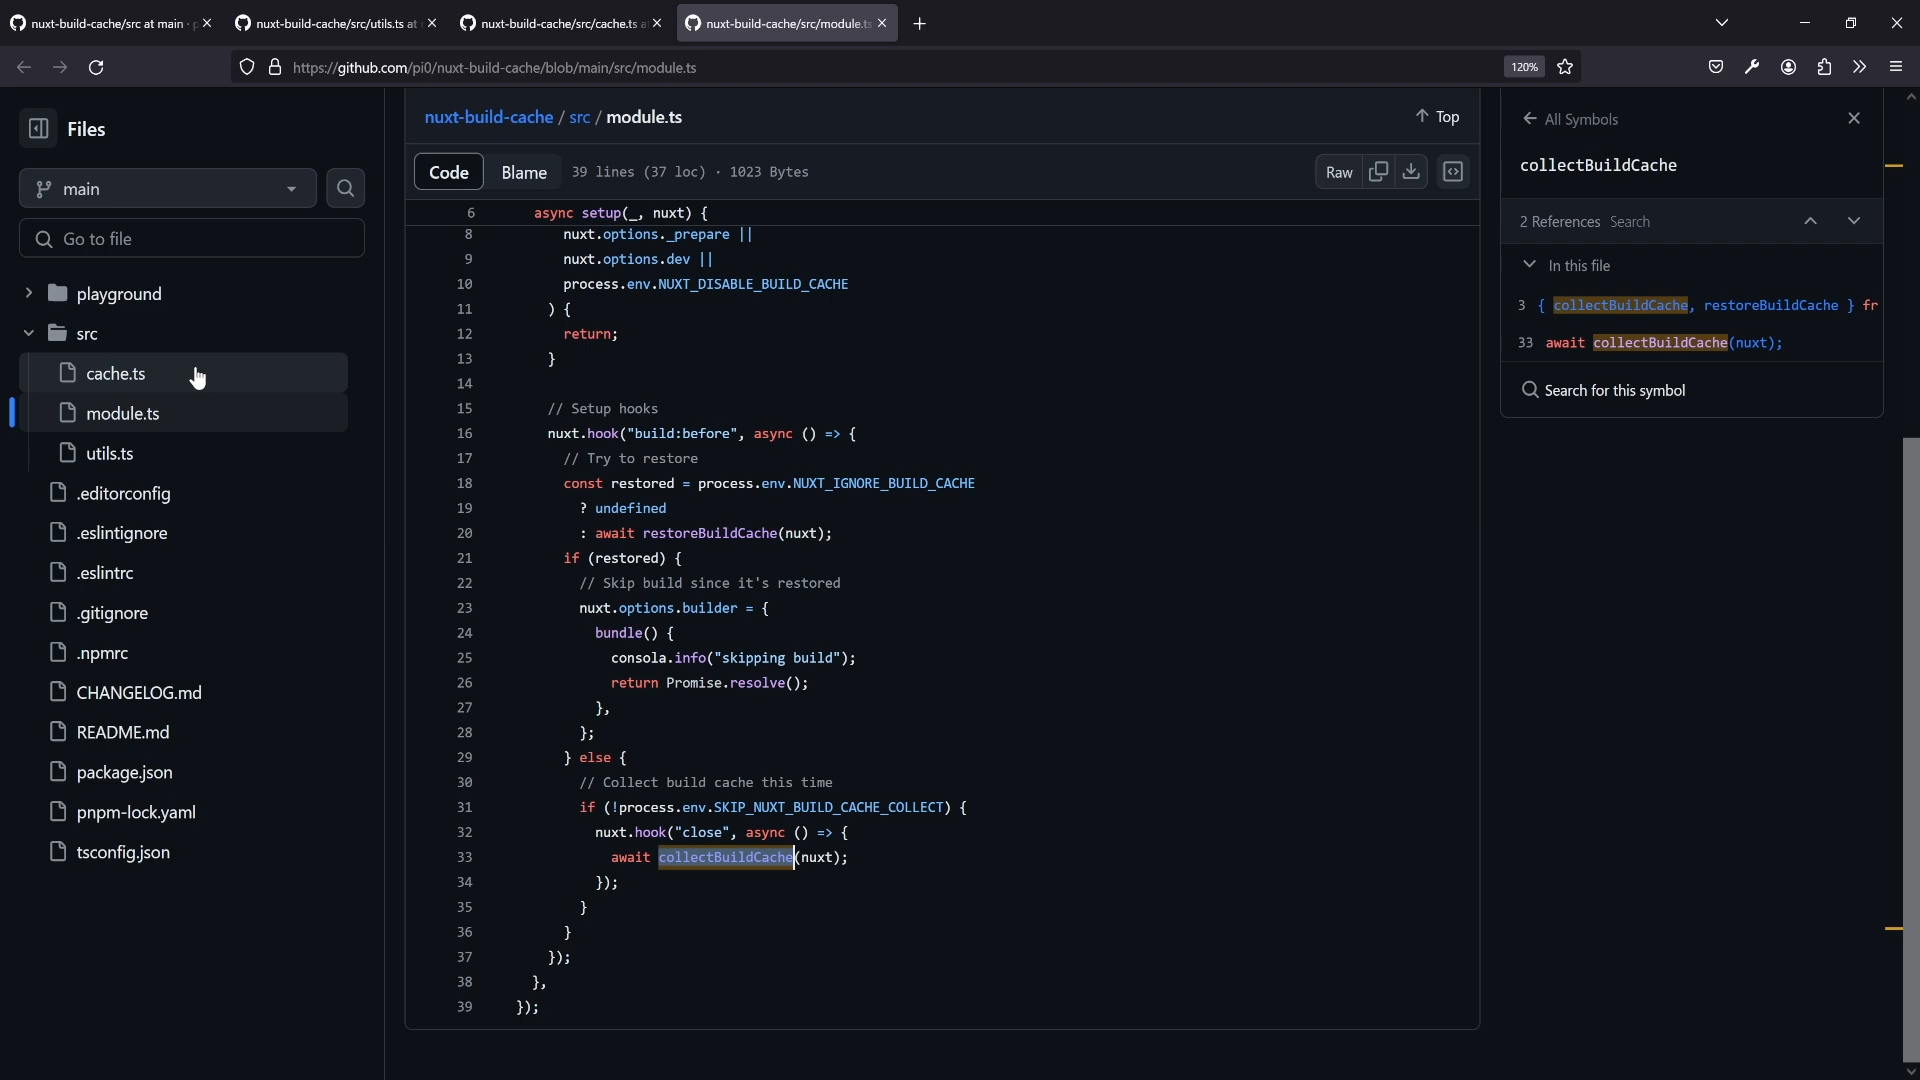 nuxt-build-cache/src at main ·
nuxt-build-cache/src/utils.ts at
nuxt-build-cache/src/cache.ts
nuxt-build-cache/src/module.ts
https://github.com/pi0/nuxt-build-cache/blob/main/src/module.ts
120%
Files
main
Go to file
playground
src
cache.ts
module.ts
utils.ts
.editorconfig
.eslintignore
.eslintrc
.gitignore
.npmrc
CHANGELOG.md
README.md
package.json
pnpm-lock.yaml
tsconfig.json
nuxt-build-cache / src / module.ts
Top
Code Blame 39 lines (37 loc) · 1023 Bytes
Raw
6 async setup(_, nuxt) {
8 nuxt.options._prepare ||
9 nuxt.options.dev ||
10 process.env.NUXT_DISABLE_BUILD_CACHE
11 ) {
12 return;
13 }
14
15 // Setup hooks
16 nuxt.hook("build:before", async () => {
17 // Try to restore
18 const restored = process.env.NUXT_IGNORE_BUILD_CACHE
19 ? undefined
20 : await restoreBuildCache(nuxt);
21 if (restored) {
22 // Skip build since it's restored
23 nuxt.options.builder = {
24 bundle() {
25 consola.info("skipping build");
26 return Promise.resolve();
27 },
28 };
29 } else {
30 // Collect build cache this time
31 if (!process.env.SKIP_NUXT_BUILD_CACHE_COLLECT) {
32 nuxt.hook("close", async () => {
33 await collectBuildCache(nuxt);
34 });
35 }
36 }
37 });
38 },
39 });
All Symbols
collectBuildCache
2 References Search
In this file
3 { collectBuildCache, restoreBuildCache } fr
33 await collectBuildCache(nuxt);
Search for this symbol